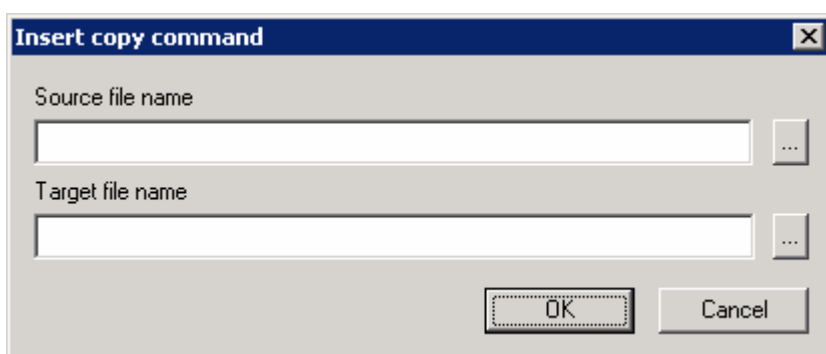 Insert copy command
Source file name
...
Target file name
...
OK Cancel